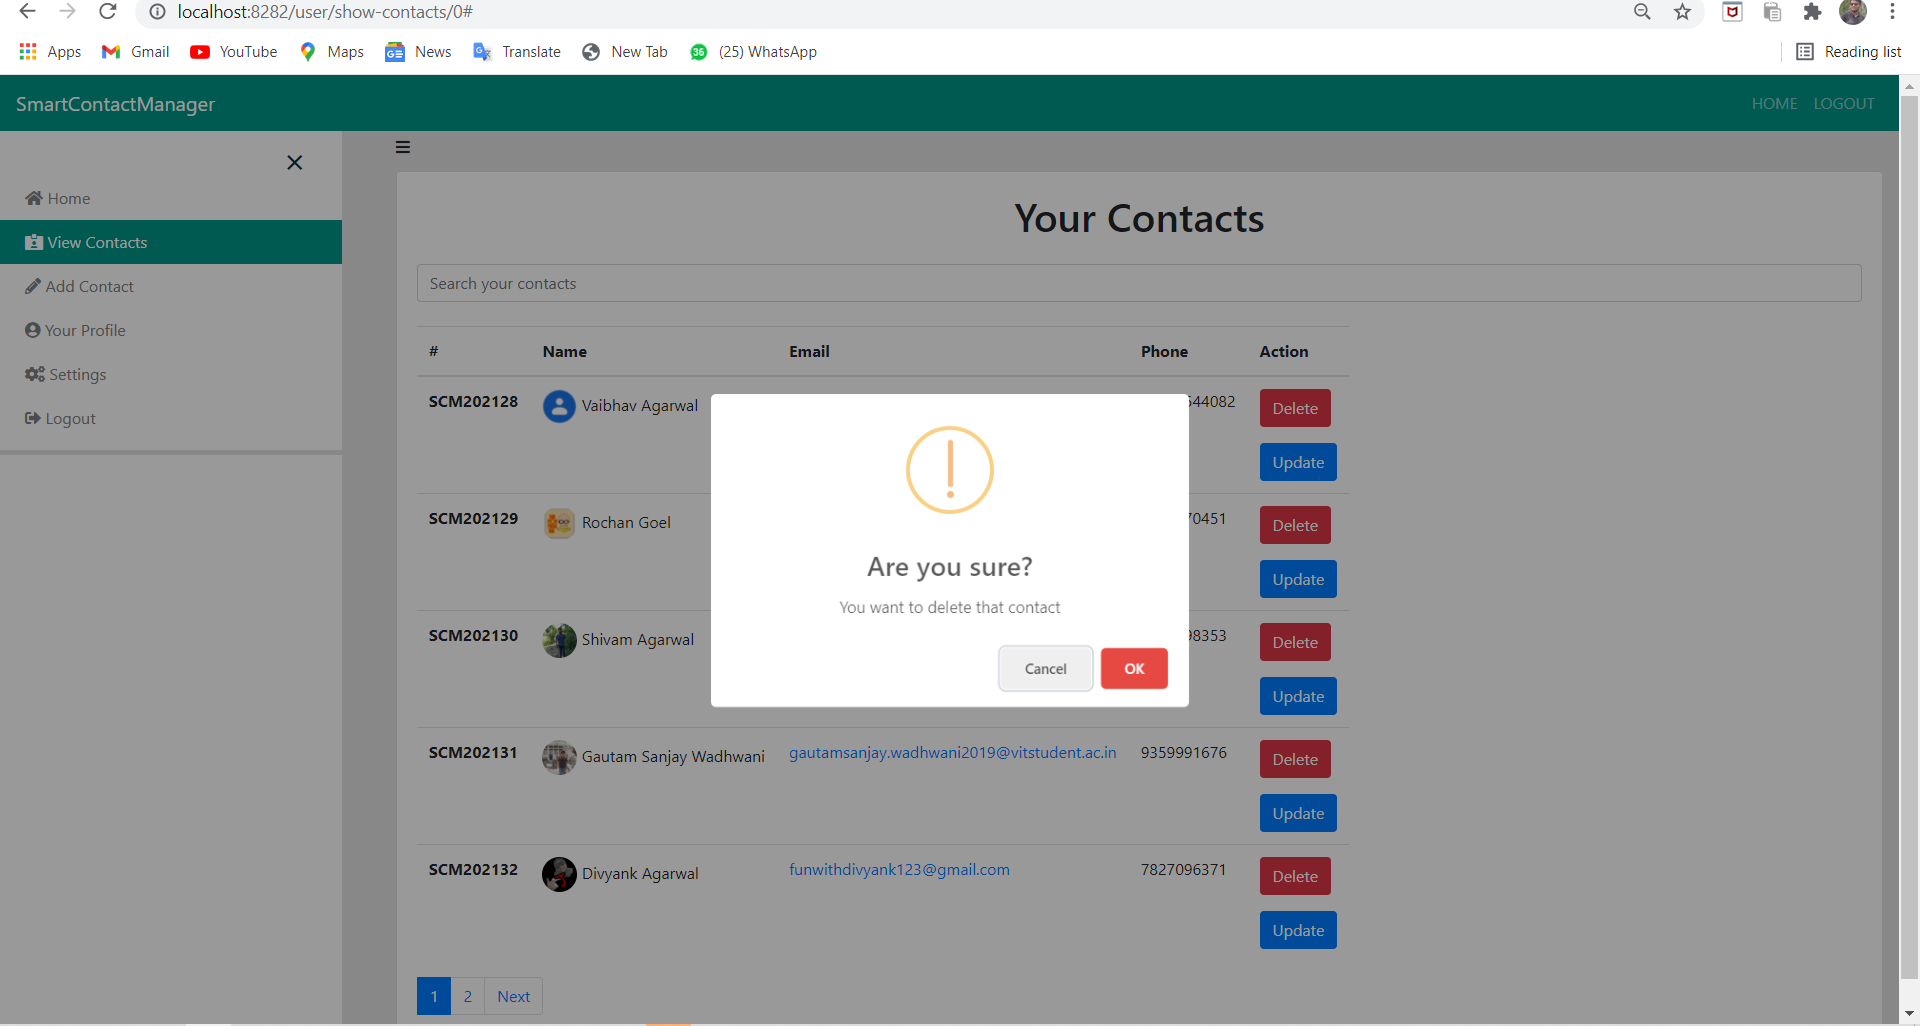 localhost:8282/user/show-contacts/0#
Apps Gmail YouTube Maps News Translate New Tab 36 (25) WhatsApp Reading list
SmartContactManager HOME LOGOUT
Home
View Contacts
Add Contact
Your Profile
Settings
Logout
Your Contacts
Search your contacts
# Name Email Phone Action
SCM202128 Vaibhav Agarwal 644082 Delete
Update
SCM202129 Rochan Goel 70451 Delete
Update
SCM202130 Shivam Agarwal 98353 Delete
Update
SCM202131 Gautam Sanjay Wadhwani gautamsanjay.wadhwani2019@vitstudent.ac.in 9359991676 Delete
Update
SCM202132 Divyank Agarwal funwithdivyank123@gmail.com 7827096371 Delete
Update
Are you sure?
You want to delete that contact
Cancel OK
1 2 Next